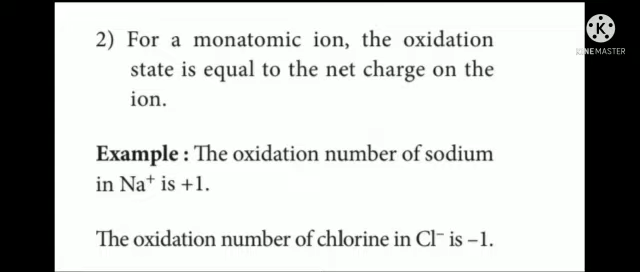 2) For a monatomic ion, the oxidation
state is equal to the net charge on the
ion.
Example : The oxidation number of sodium
in Na⁺ is +1.
The oxidation number of chlorine in Cl⁻ is –1.
KINEMASTER